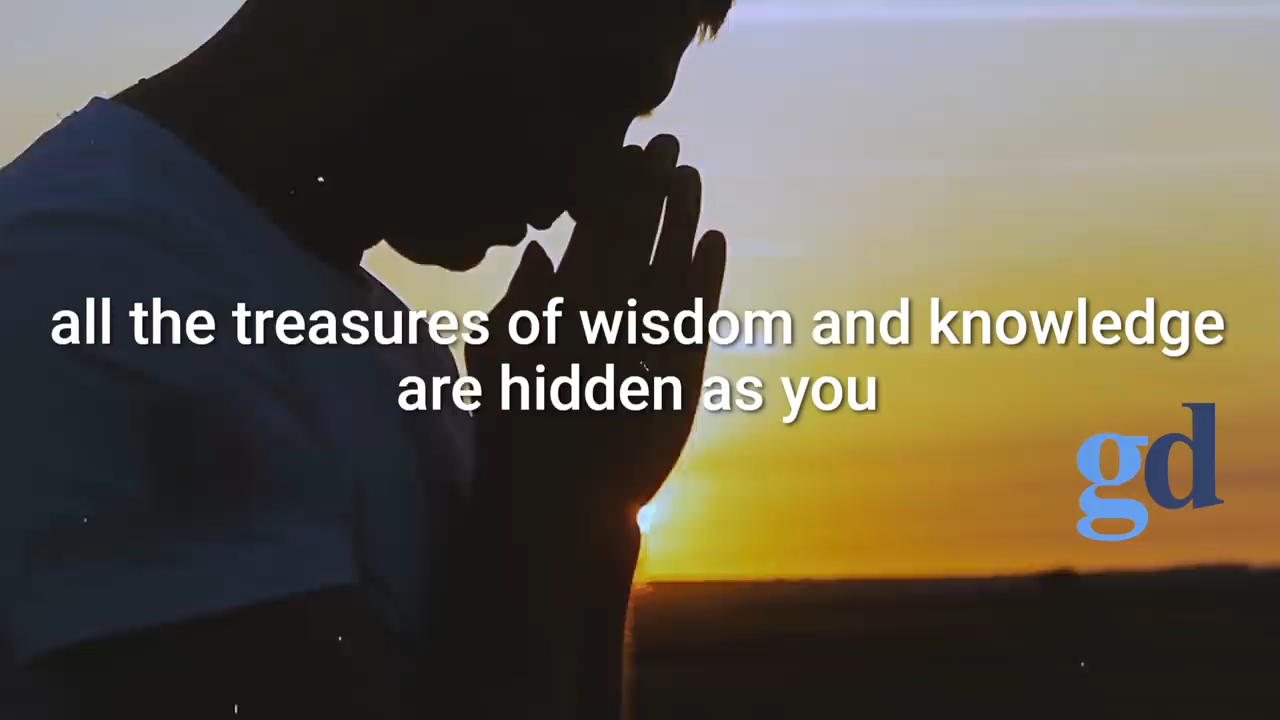 all the treasures of wisdom and knowledge
are hidden as you
gd